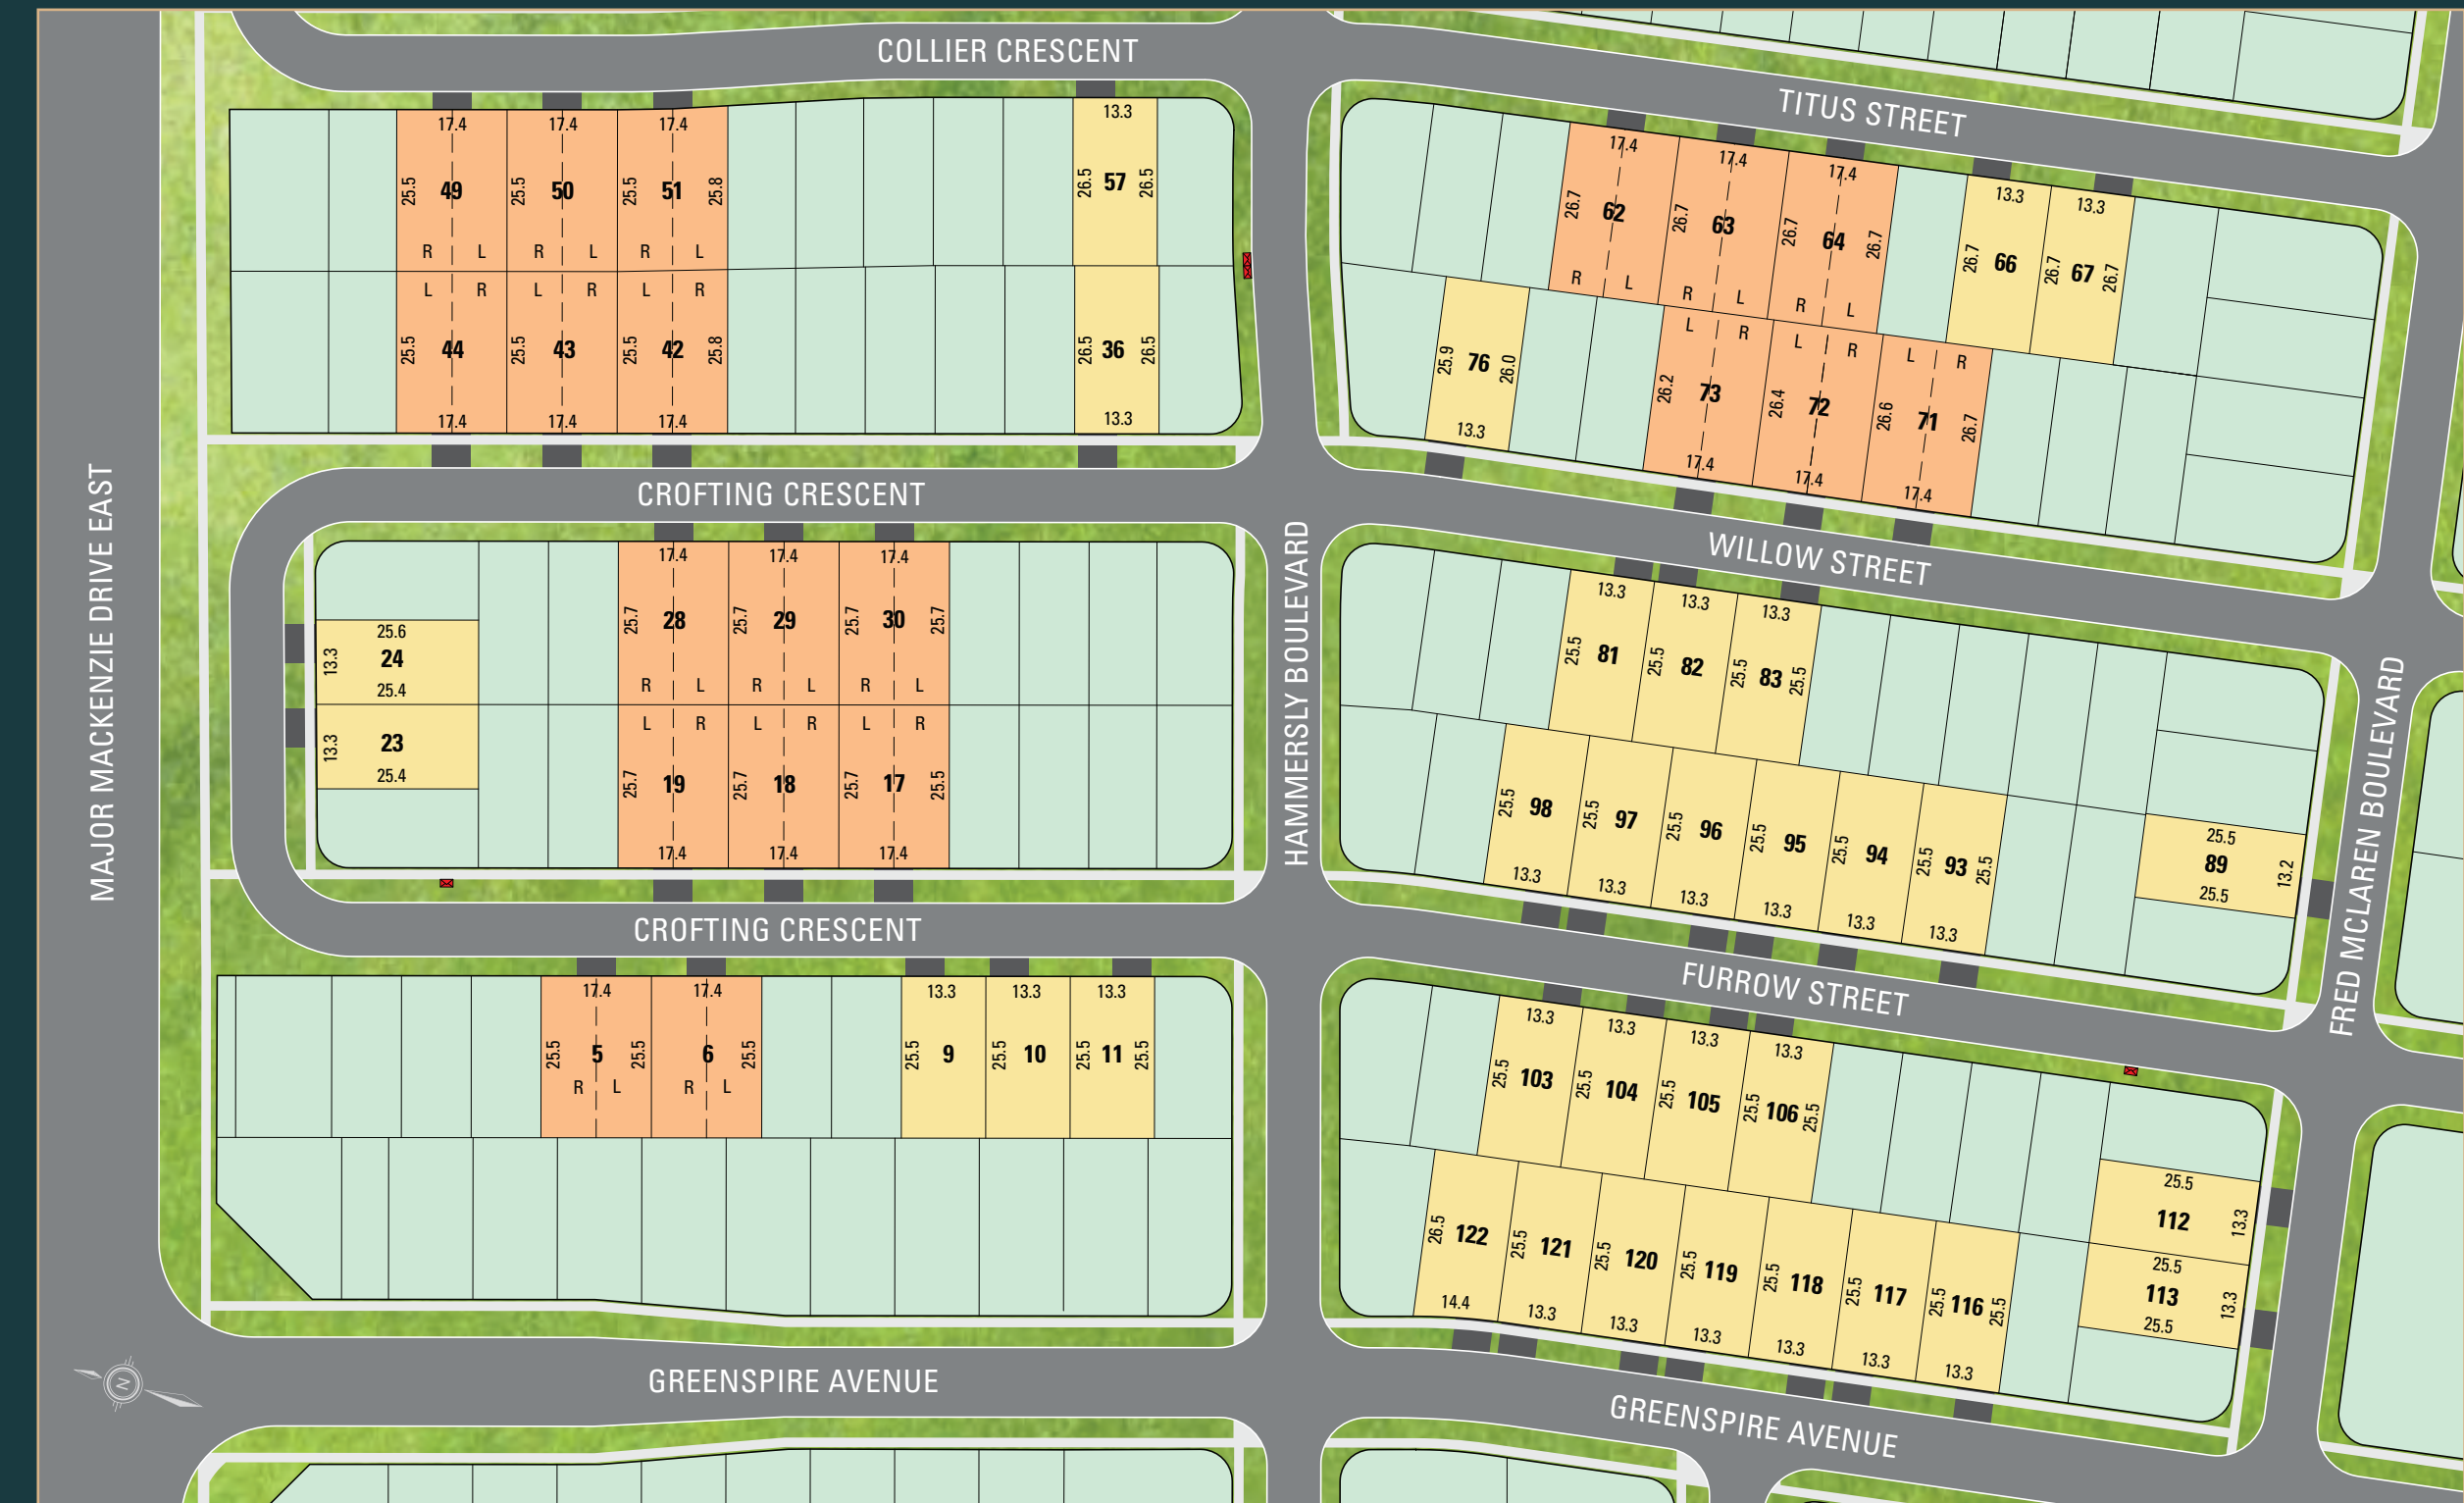 COLLIER CRESCENT
TITUS STREET
17.4 17.4 17.4 13.3
25.5 49 25.5 50 25.5 51 25.8 26.5 57 26.5
R L R L R L
L R L R L R
25.5 44 25.5 43 25.5 42 25.8 26.5 36 26.5
17.4 17.4 17.4 13.3
17.4 17.4 17.4 13.3 13.3
26.7 62 26.7 63 26.7 64 26.7 26.7 66 26.7 67 26.7
R L R L R L
L R L R L R
25.9 76 26.0 26.2 73 26.4 72 26.6 71 26.7
13.3 17.4 17.4 17.4
MAJOR MACKENZIE DRIVE EAST
CROFTING CRESCENT
HAMMERSLY BOULEVARD
WILLOW STREET
FRED MCLAREN BOULEVARD
17.4 17.4 17.4
25.7 28 25.7 29 25.7 30 25.7
R L R L R L
L R L R L R
25.7 19 25.7 18 25.7 17 25.5
17.4 17.4 17.4
25.6
13.3 24
25.4
13.3 23
25.4
13.3 13.3 13.3
25.5 81 25.5 82 25.5 83 25.5
25.5 98 25.5 97 25.5 96 25.5 95 25.5 94 25.5 93 25.5
13.3 13.3 13.3 13.3 13.3 13.3
25.5
89 13.2
25.5
CROFTING CRESCENT
FURROW STREET
17.4 17.4 13.3 13.3 13.3
25.5 5 25.5 6 25.5 25.5 9 25.5 10 25.5 11 25.5
R L R L
13.3 13.3 13.3 13.3
25.5 103 25.5 104 25.5 105 25.5 106 25.5
26.5 122 25.5 121 25.5 120 25.5 119 25.5 118 25.5 117 25.5 116 25.5
14.4 13.3 13.3 13.3 13.3 13.3 13.3
25.5
112 13.3
25.5
113 13.3
25.5
N
GREENSPIRE AVENUE
GREENSPIRE AVENUE